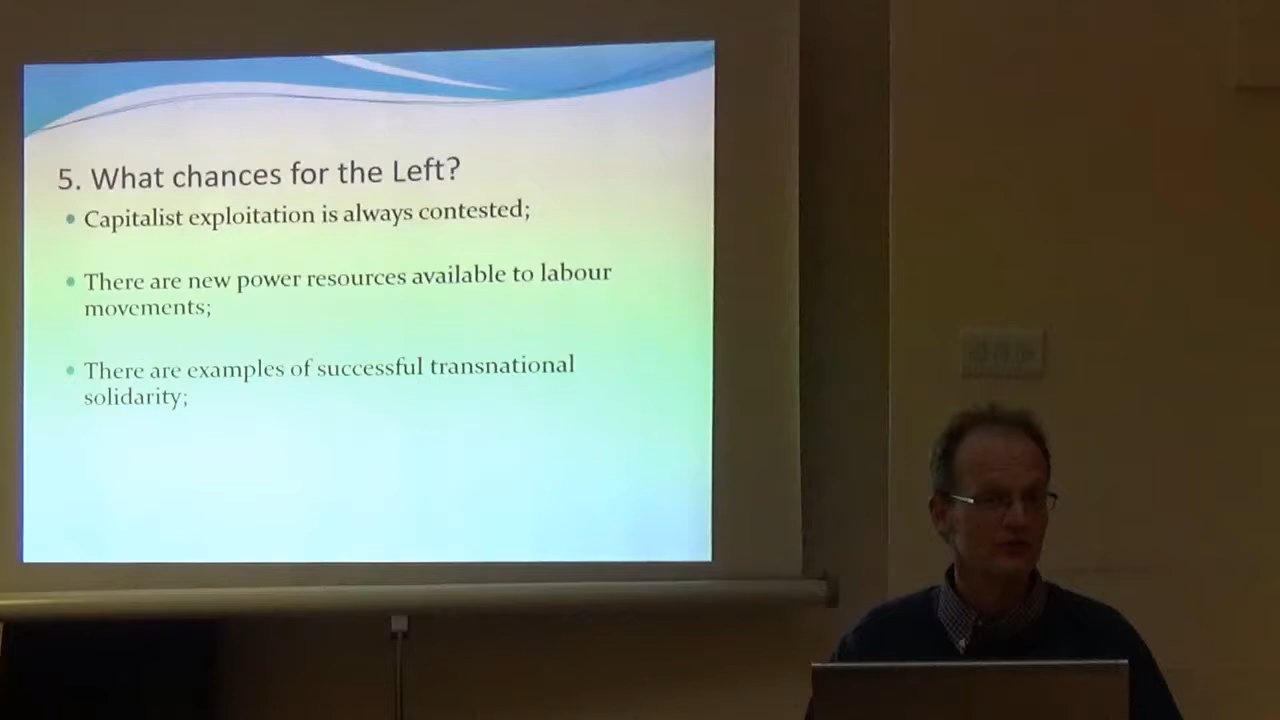 5. What chances for the Left?
Capitalist exploitation is always contested;
There are new power resources available to labour
movements;
There are examples of successful transnational
solidarity;